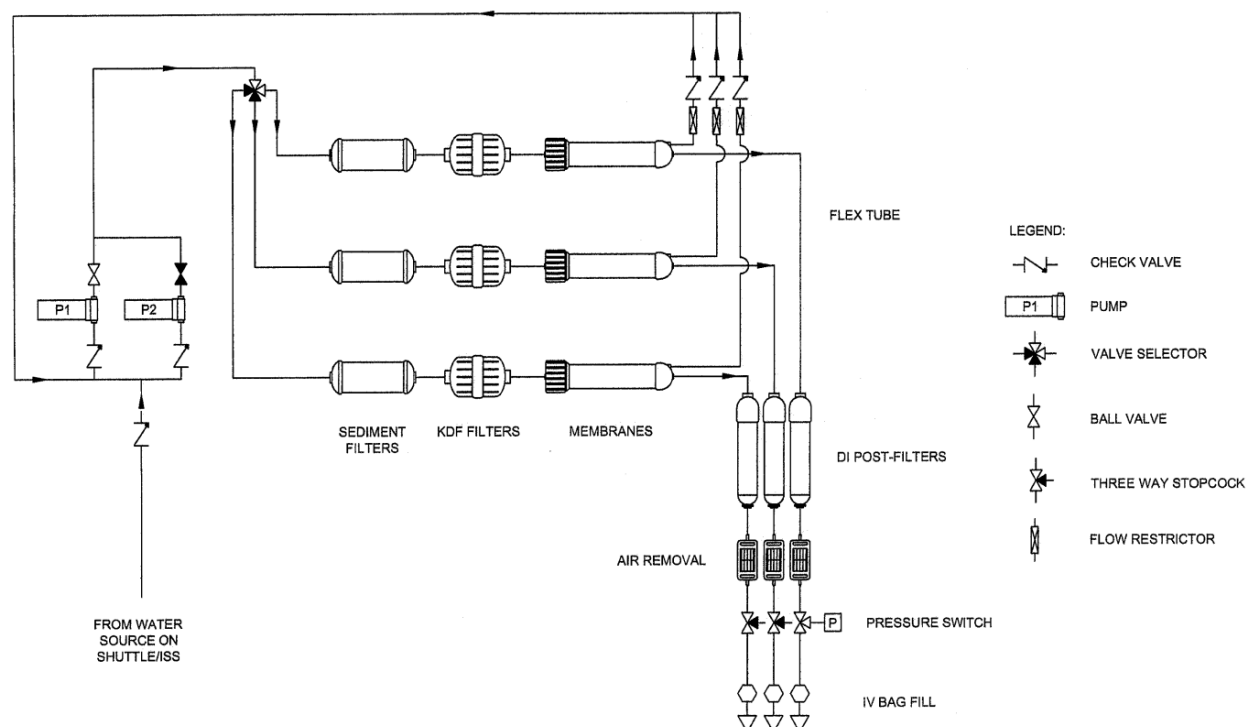 FLEX TUBE
LEGEND:
CHECK VALVE
P1
PUMP
P1
P2
VALVE SELECTOR
BALL VALVE
SEDIMENT
FILTERS
KDF FILTERS
MEMBRANES
DI POST-FILTERS
THREE WAY STOPCOCK
FLOW RESTRICTOR
AIR REMOVAL
P
PRESSURE SWITCH
FROM WATER
SOURCE ON
SHUTTLE/ISS
IV BAG FILL